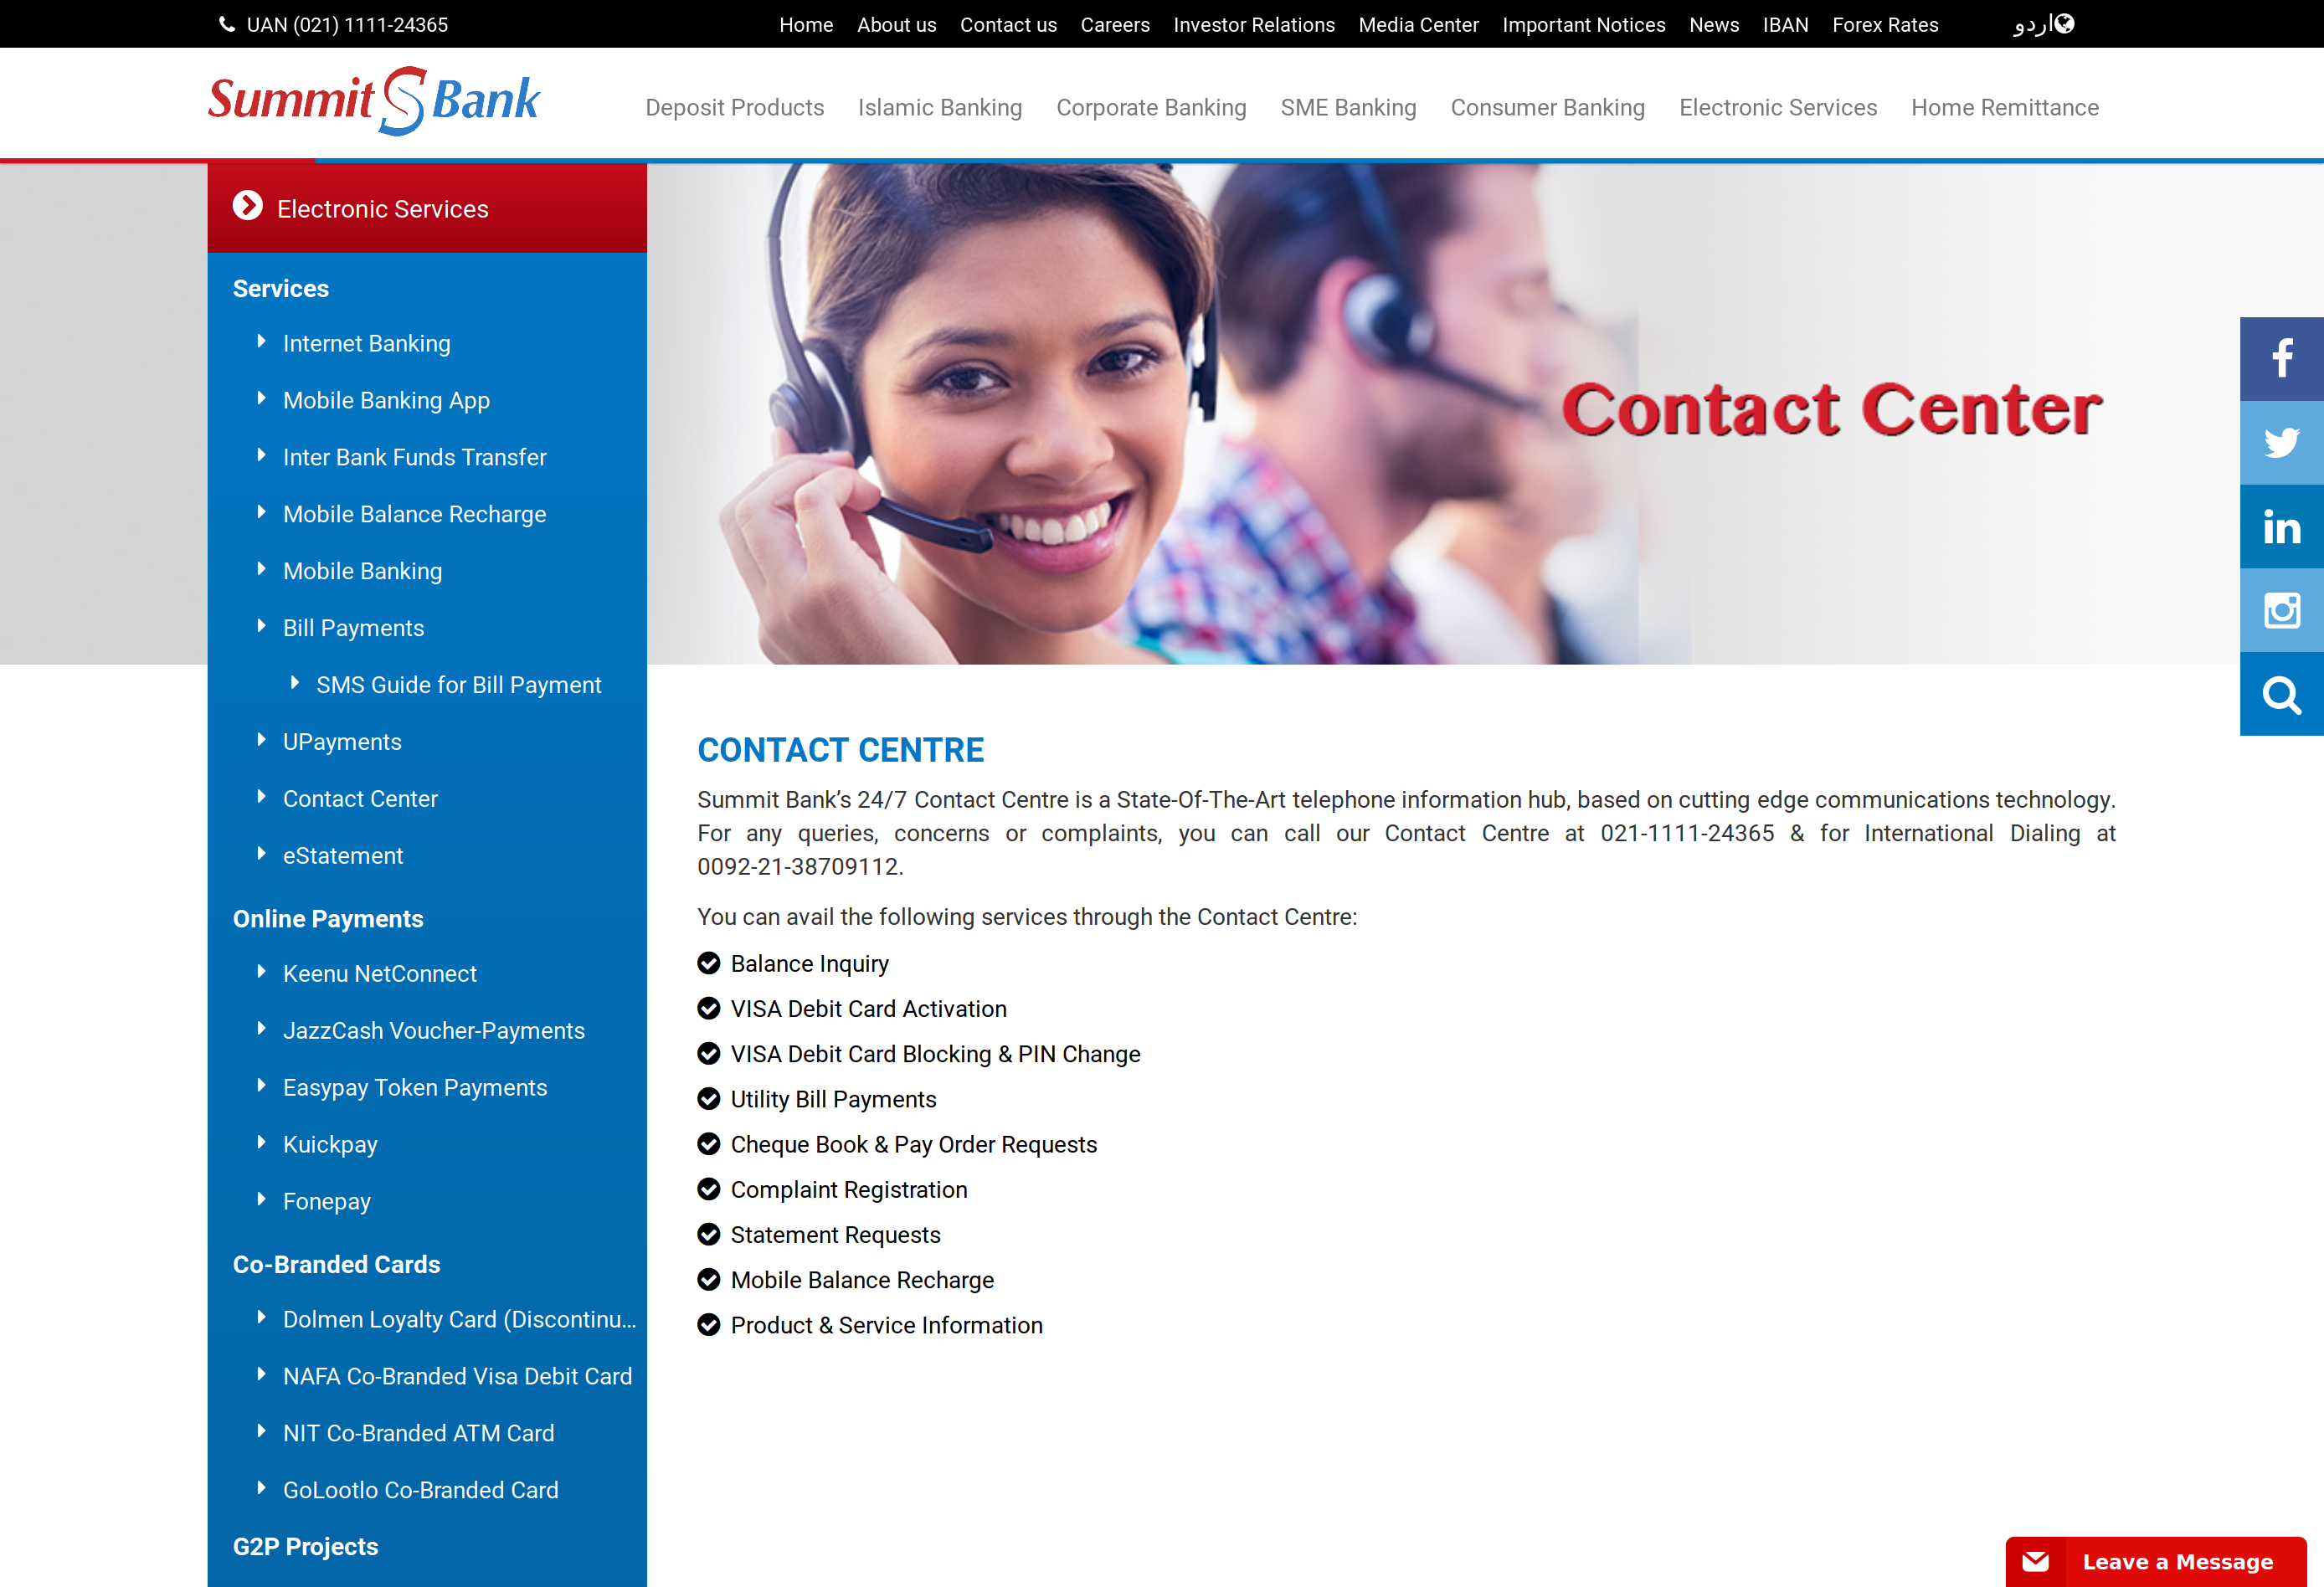 UAN (021) 1111-24365
Home About us Contact us Careers Investor Relations Media Center Important Notices News IBAN Forex Rates اردو
Summit S Bank
Deposit Products Islamic Banking Corporate Banking SME Banking Consumer Banking Electronic Services Home Remittance
Electronic Services
Services
Internet Banking
Mobile Banking App
Inter Bank Funds Transfer
Mobile Balance Recharge
Mobile Banking
Bill Payments
SMS Guide for Bill Payment
UPayments
Contact Center
eStatement
Online Payments
Keenu NetConnect
JazzCash Voucher-Payments
Easypay Token Payments
Kuickpay
Fonepay
Co-Branded Cards
Dolmen Loyalty Card (Discontinu...
NAFA Co-Branded Visa Debit Card
NIT Co-Branded ATM Card
GoLootlo Co-Branded Card
G2P Projects
Contact Center
CONTACT CENTRE
Summit Bank’s 24/7 Contact Centre is a State-Of-The-Art telephone information hub, based on cutting edge communications technology.
For any queries, concerns or complaints, you can call our Contact Centre at 021-1111-24365 & for International Dialing at
0092-21-38709112.
You can avail the following services through the Contact Centre:
Balance Inquiry
VISA Debit Card Activation
VISA Debit Card Blocking & PIN Change
Utility Bill Payments
Cheque Book & Pay Order Requests
Complaint Registration
Statement Requests
Mobile Balance Recharge
Product & Service Information
Leave a Message